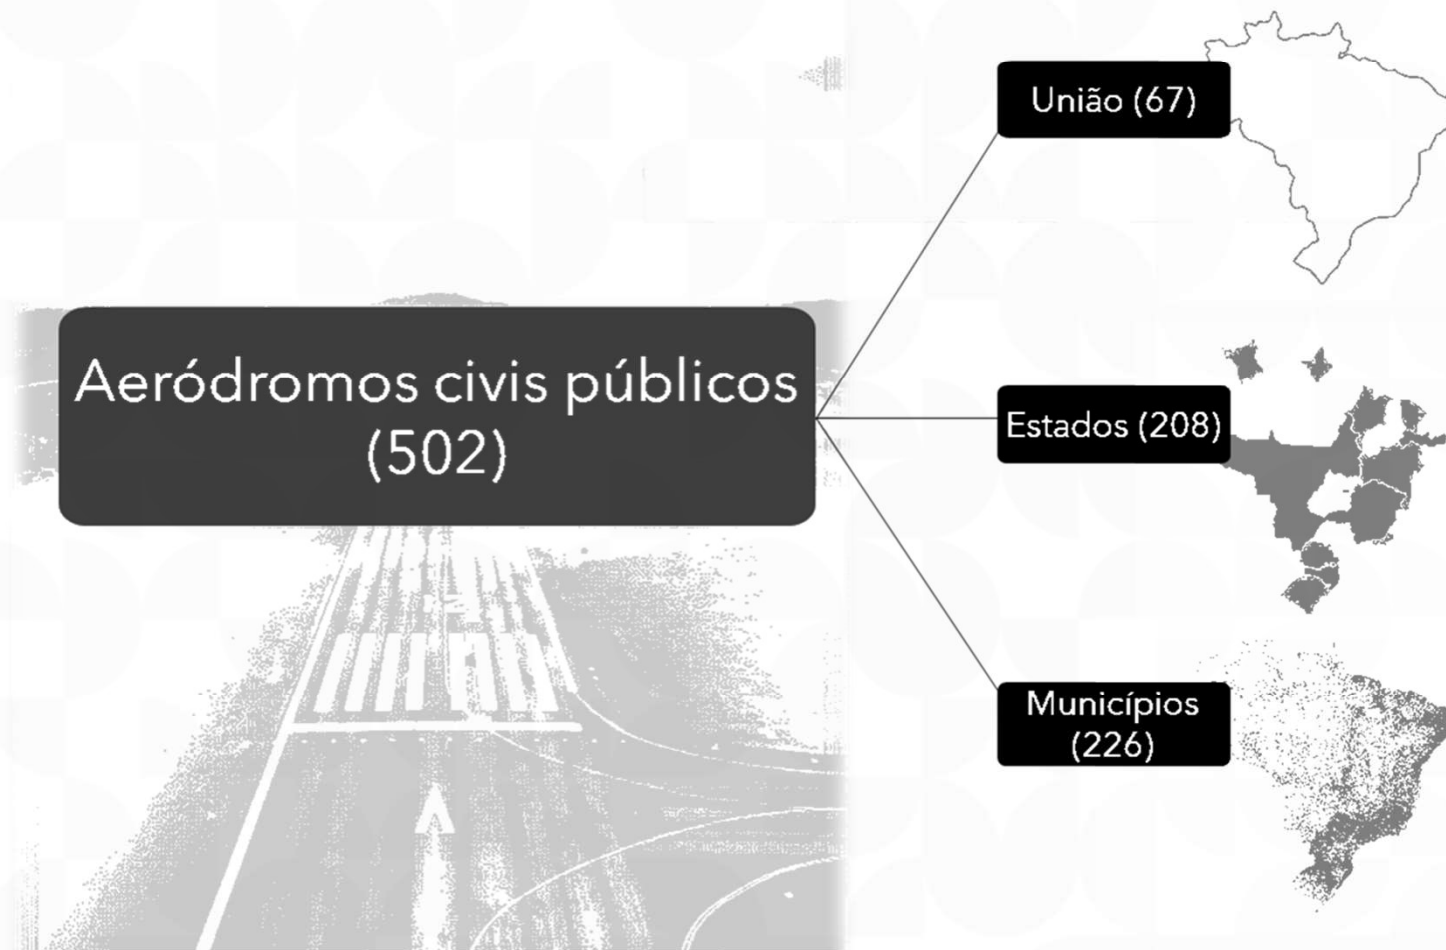 Aeródromos civis públicos
(502)
União (67)
Estados (208)
Municípios
(226)